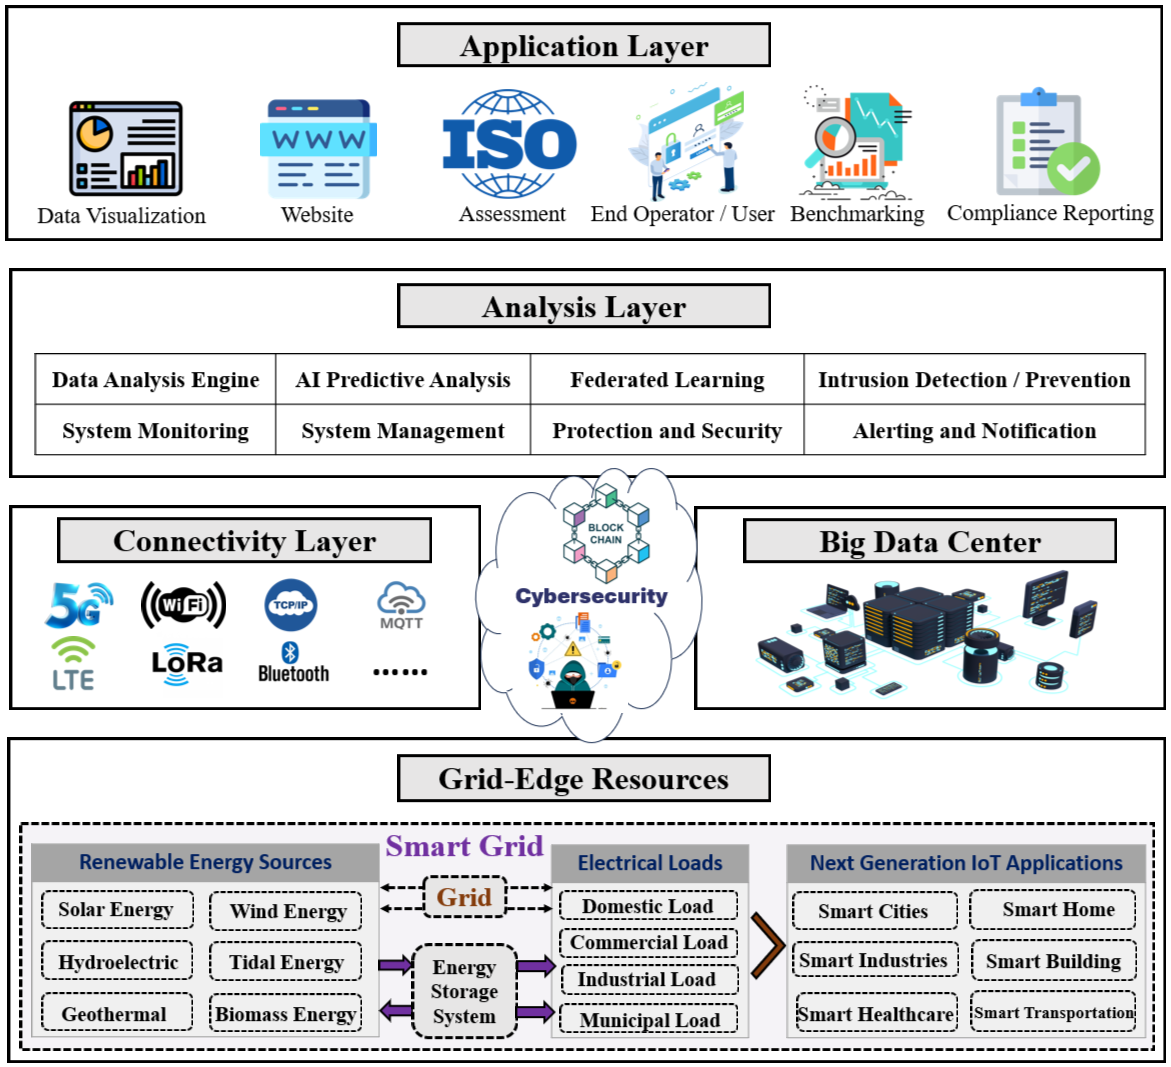 Application Layer
WWW
ISO
Data Visualization
Website
Assessment
End Operator / User
Benchmarking
Compliance Reporting
Analysis Layer
Data Analysis Engine
AI Predictive Analysis
Federated Learning
Intrusion Detection / Prevention
System Monitoring
System Management
Protection and Security
Alerting and Notification
Connectivity Layer
5G
WiFi
TCP/IP
MQTT
LTE
LoRa
Bluetooth
......
BLOCK
CHAIN
Cybersecurity
Big Data Center
Grid-Edge Resources
Smart Grid
Renewable Energy Sources
Solar Energy
Wind Energy
Hydroelectric
Tidal Energy
Geothermal
Biomass Energy
Grid
Energy
Storage
System
Electrical Loads
Domestic Load
Commercial Load
Industrial Load
Municipal Load
Next Generation IoT Applications
Smart Cities
Smart Home
Smart Industries
Smart Building
Smart Healthcare
Smart Transportation